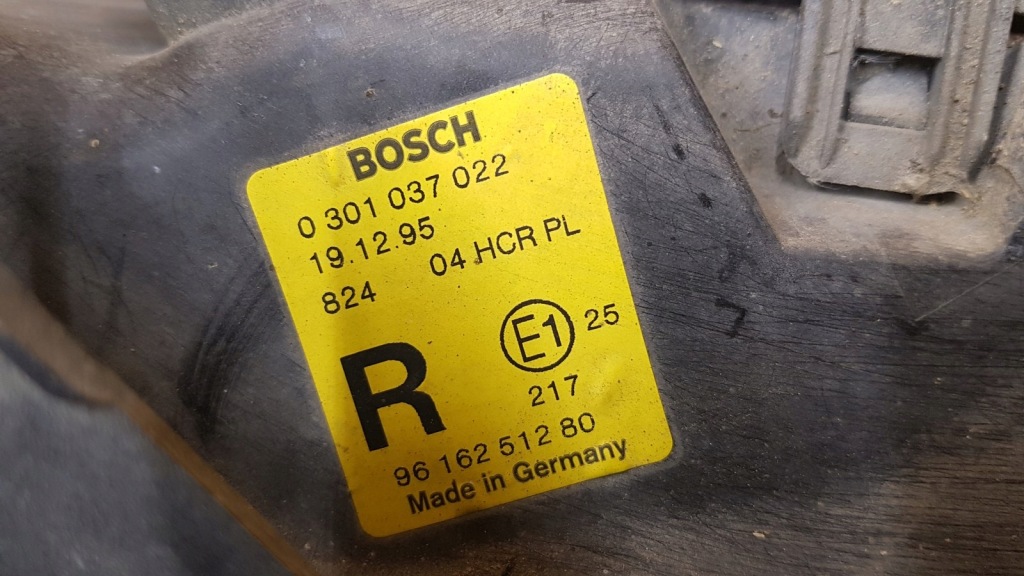 BOSCH
0 301 037 022
19.12.95
04 HCR PL
824
E1 25
R
217
96 162 512 80
Made in Germany